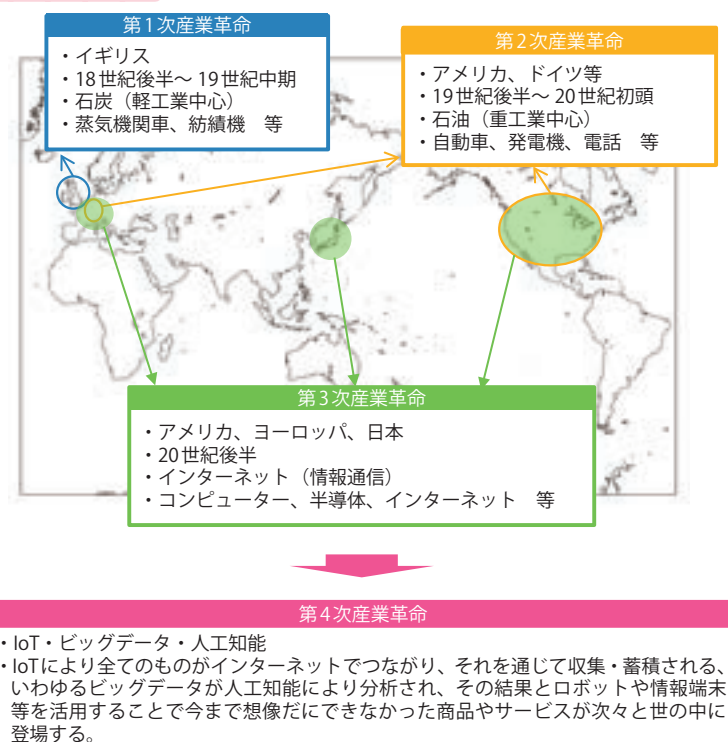 第1次産業革命
・イギリス
・18世紀後半～19世紀中期
・石炭（軽工業中心）
・蒸気機関車、紡績機　等
第2次産業革命
・アメリカ、ドイツ等
・19世紀後半～20世紀初頭
・石油（重工業中心）
・自動車、発電機、電話　等
第3次産業革命
・アメリカ、ヨーロッパ、日本
・20世紀後半
・インターネット（情報通信）
・コンピューター、半導体、インターネット　等
第4次産業革命
・IoT・ビッグデータ・人工知能
・IoTにより全てのものがインターネットでつながり、それを通じて収集・蓄積される、
いわゆるビッグデータが人工知能により分析され、その結果とロボットや情報端末
等を活用することで今まで想像だにできなかった商品やサービスが次々と世の中に
登場する。